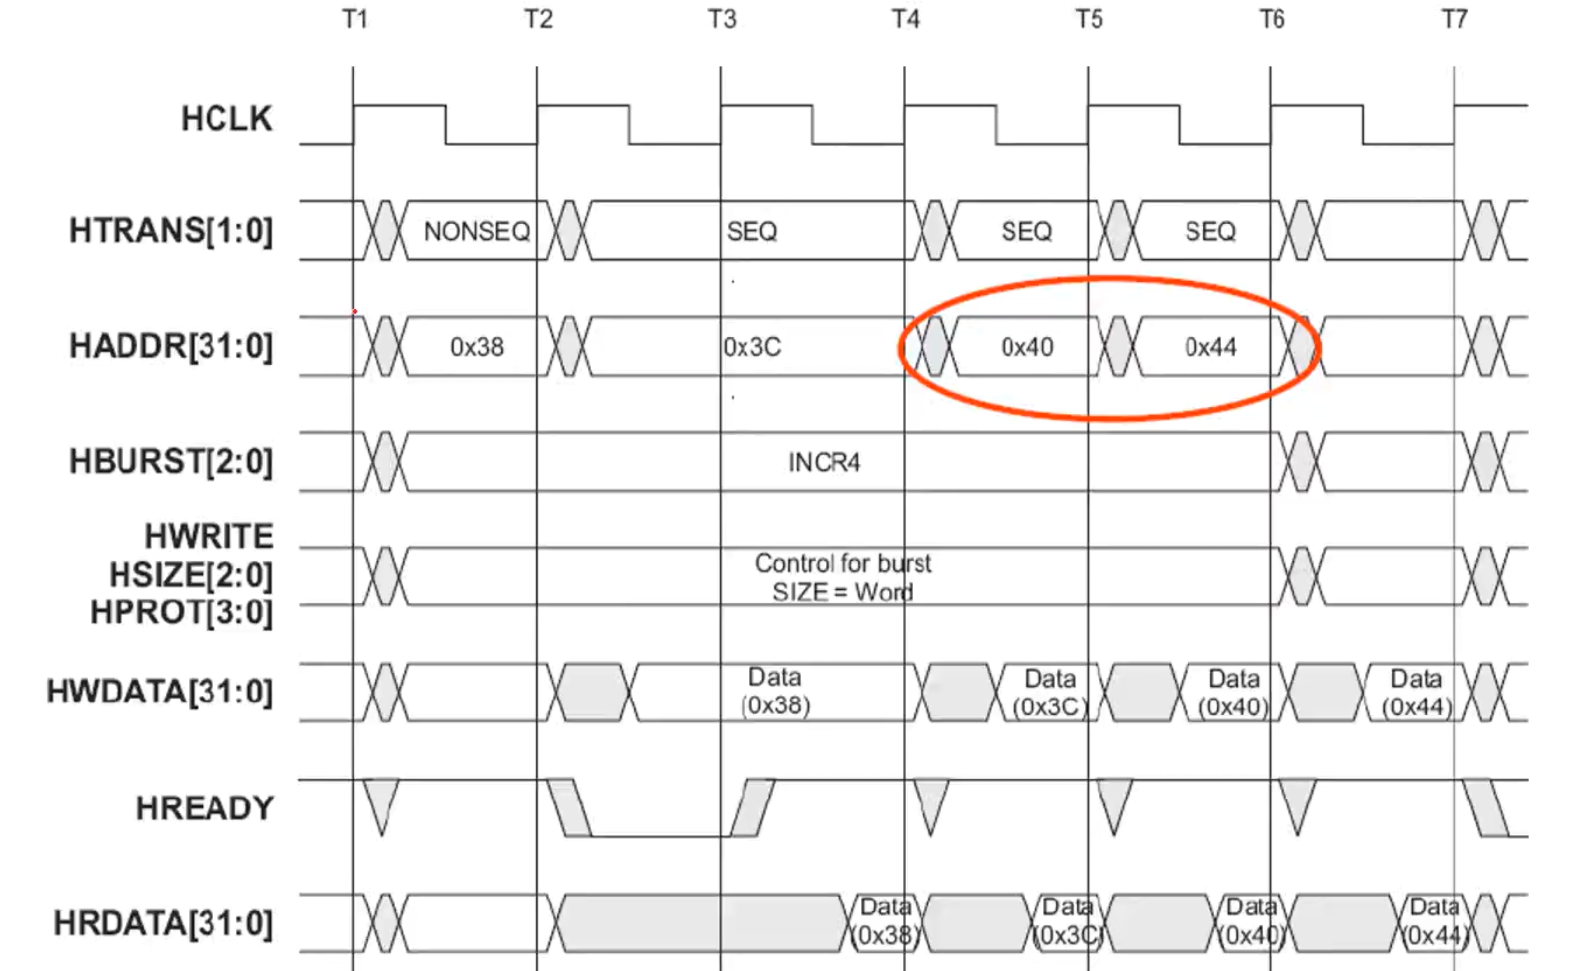 T1 T2 T3 T4 T5 T6 T7
HCLK
HTRANS[1:0] NONSEQ SEQ SEQ SEQ
HADDR[31:0] 0x38 0x3C 0x40 0x44
HBURST[2:0] INCR4
HWRITE
HSIZE[2:0]
HPROT[3:0]
Control for burst
SIZE = Word
HWDATA[31:0]
Data
(0x38)
Data
(0x3C)
Data
(0x40)
Data
(0x44)
HREADY
HRDATA[31:0]
Data
(0x38)
Data
(0x3C)
Data
(0x40)
Data
(0x44)